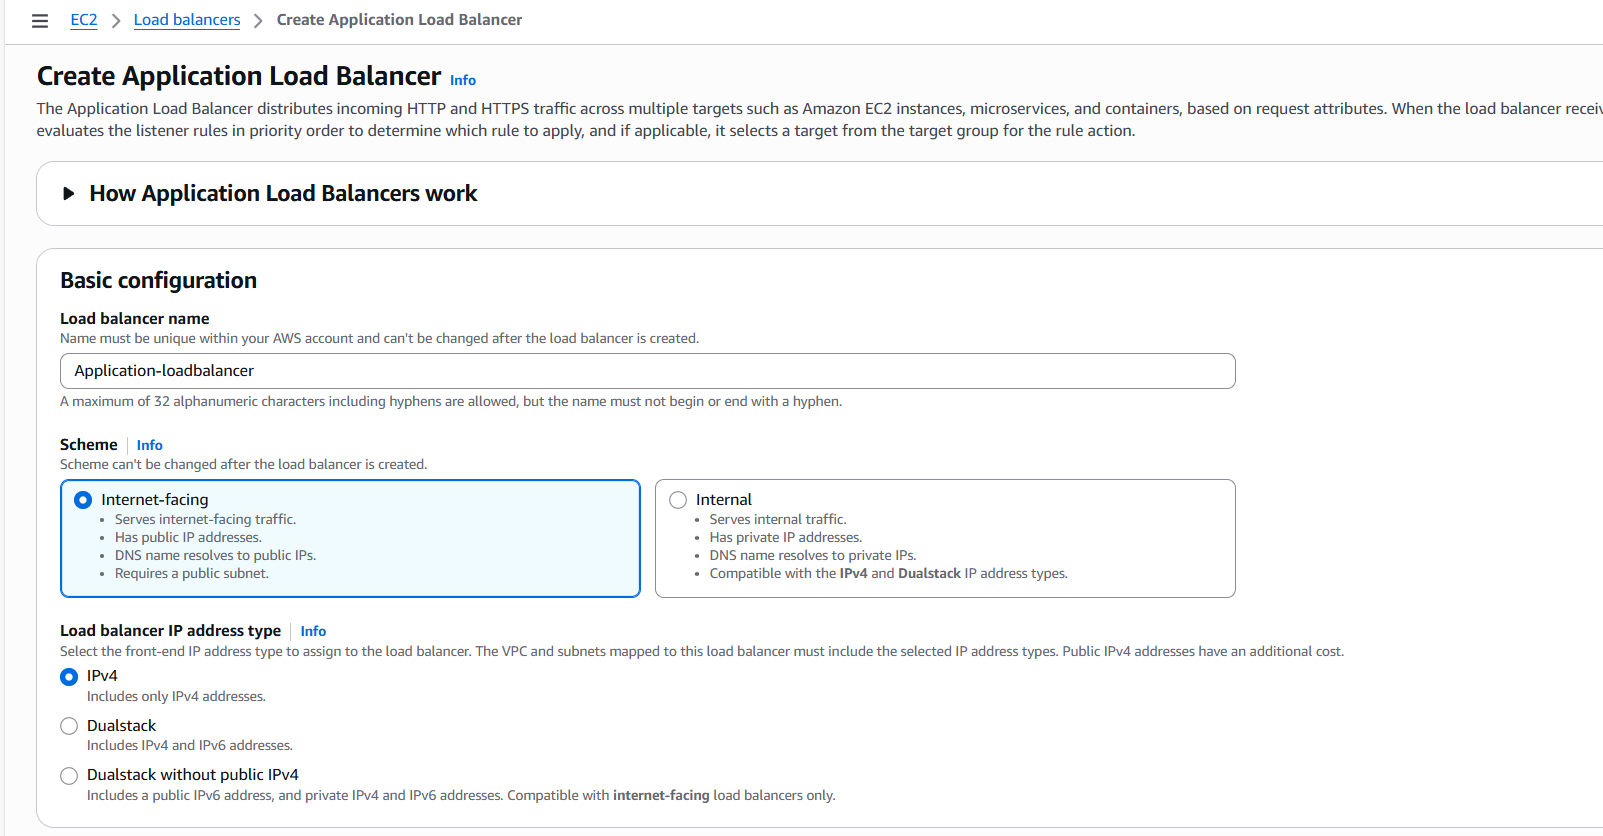 EC2 > Load balancers > Create Application Load Balancer
Create Application Load Balancer Info
The Application Load Balancer distributes incoming HTTP and HTTPS traffic across multiple targets such as Amazon EC2 instances, microservices, and containers, based on request attributes. When the load balancer
evaluates the listener rules in priority order to determine which rule to apply, and if applicable, it selects a target from the target group for the rule action.
How Application Load Balancers work
Basic configuration
Load balancer name
Name must be unique within your AWS account and can't be changed after the load balancer is created.
Application-loadbalancer
A maximum of 32 alphanumeric characters including hyphens are allowed, but the name must not begin or end with a hyphen.
Scheme Info
Scheme can't be changed after the load balancer is created.
Internet-facing
• Serves internet-facing traffic.
• Has public IP addresses.
• DNS name resolves to public IPs.
• Requires a public subnet.
Internal
• Serves internal traffic.
• Has private IP addresses.
• DNS name resolves to private IPs.
• Compatible with the IPv4 and Dualstack IP address types.
Load balancer IP address type Info
Select the front-end IP address type to assign to the load balancer. The VPC and subnets mapped to this load balancer must include the selected IP address types. Public IPv4 addresses have an additional cost.
IPv4
Includes only IPv4 addresses.
Dualstack
Includes IPv4 and IPv6 addresses.
Dualstack without public IPv4
Includes a public IPv6 address, and private IPv4 and IPv6 addresses. Compatible with internet-facing load balancers only.